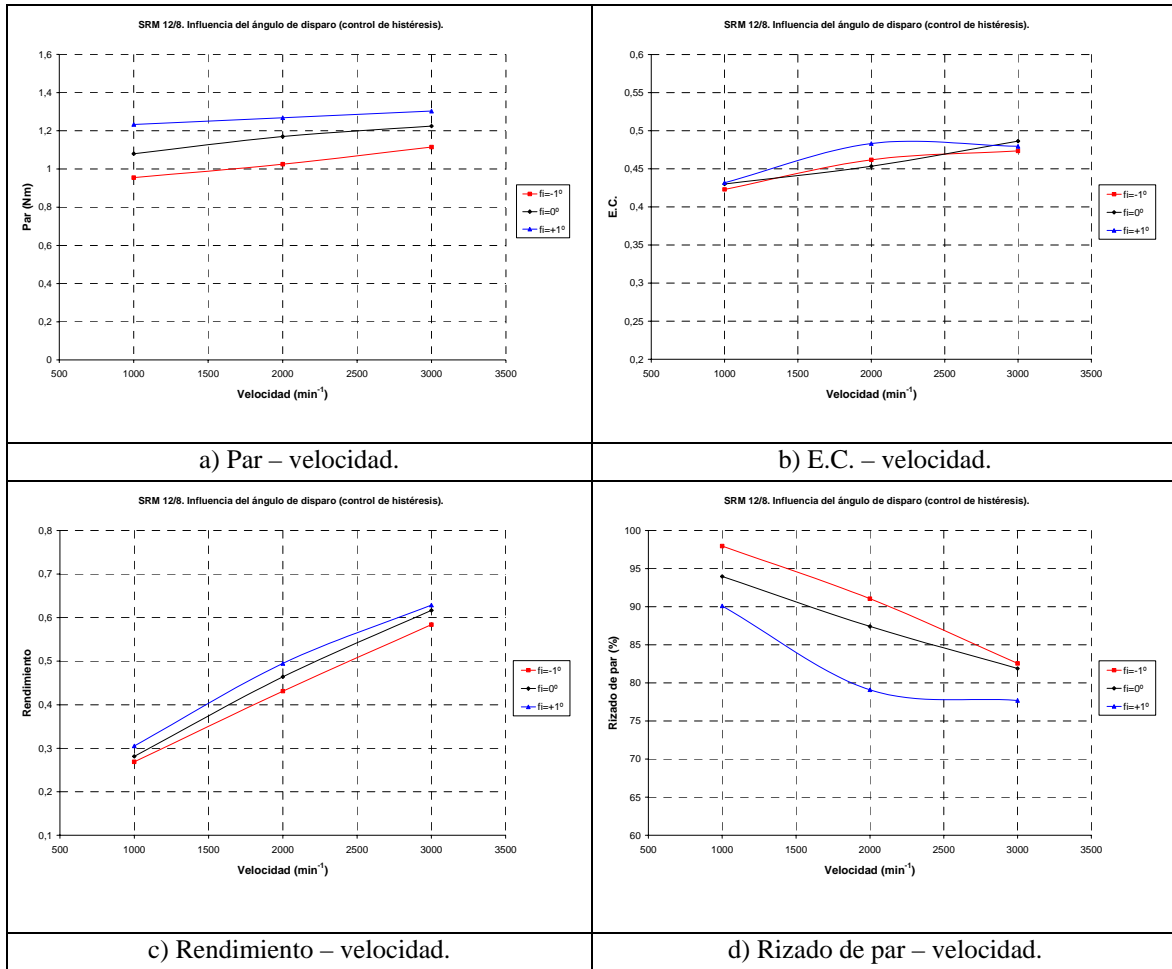 SRM 12/8. Influencia del ángulo de disparo (control de histéresis).
1,6
1,4
1,2
1
0,8
0,6
0,4
0,2
0
Par (Nm)
500 1000 1500 2000 2500 3000 3500
Velocidad (min-1)
fi=-1º
fi=0º
fi=+1º
a) Par – velocidad.
SRM 12/8. Influencia del ángulo de disparo (control de histéresis).
0,6
0,55
0,5
0,45
0,4
0,35
0,3
0,25
0,2
E.C.
500 1000 1500 2000 2500 3000 3500
Velocidad (min-1)
fi=-1º
fi=0º
fi=+1º
b) E.C. – velocidad.
SRM 12/8. Influencia del ángulo de disparo (control de histéresis).
0,8
0,7
0,6
0,5
0,4
0,3
0,2
0,1
Rendimiento
500 1000 1500 2000 2500 3000 3500
Velocidad (min-1)
fi=-1º
fi=0º
fi=+1º
c) Rendimiento – velocidad.
SRM 12/8. Influencia del ángulo de disparo (control de histéresis).
100
95
90
85
80
75
70
65
60
Rizado de par (%)
500 1000 1500 2000 2500 3000 3500
Velocidad (min-1)
fi=-1º
fi=0º
fi=+1º
d) Rizado de par – velocidad.